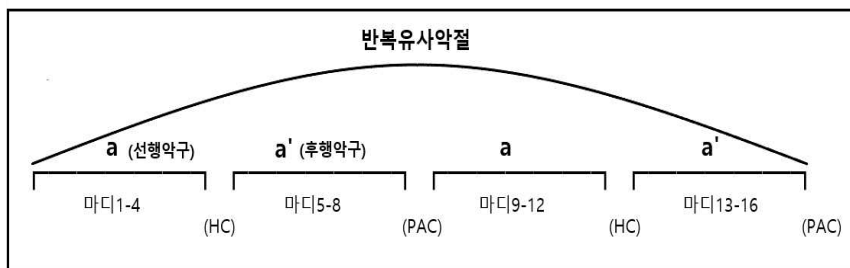 반복유사악절
a (선행악구) a' (후행악구) a a'
마디1-4 마디5-8 마디9-12 마디13-16
(HC) (PAC) (HC) (PAC)